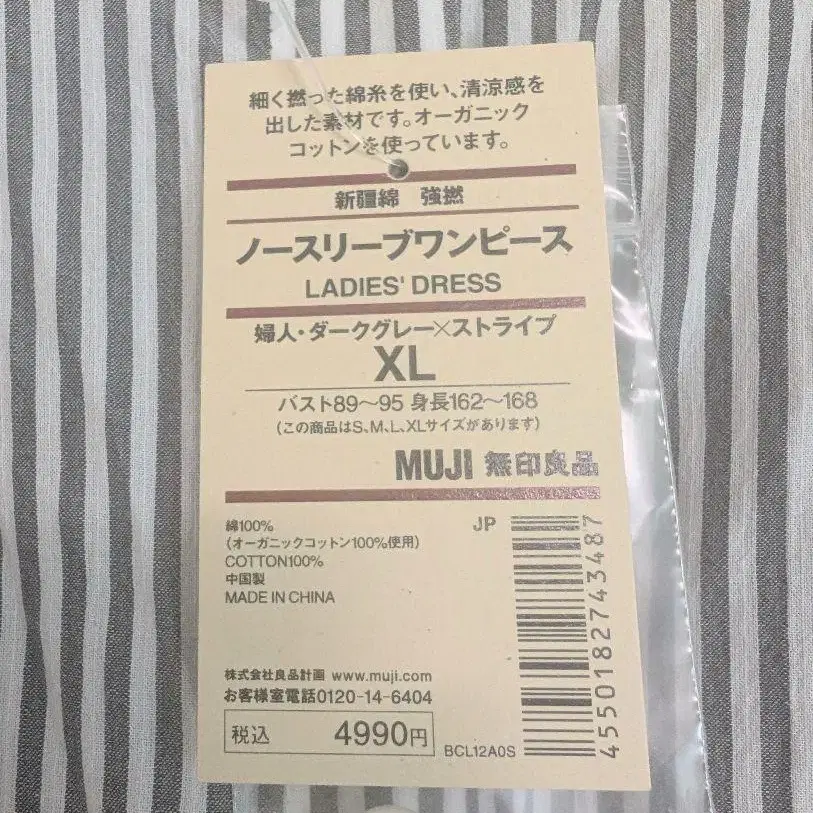 細く撚った綿糸を使い、清涼感を
出した素材です。オーガニック
コットンを使っています。
新疆綿 強撚
ノースリーブワンピース
LADIES' DRESS
婦人・ダークグレー×ストライプ
XL
バスト89〜95 身長162〜168
(この商品はS、M、L、XLサイズがあります)
MUJI 無印良品
綿100%
(オーガニックコットン100%使用)
COTTON100%
中国製
MADE IN CHINA
JP
4550182743487
株式会社良品計画 www.muji.com
お客様室電話0120-14-6404
税込 4990円
BCL12A0S